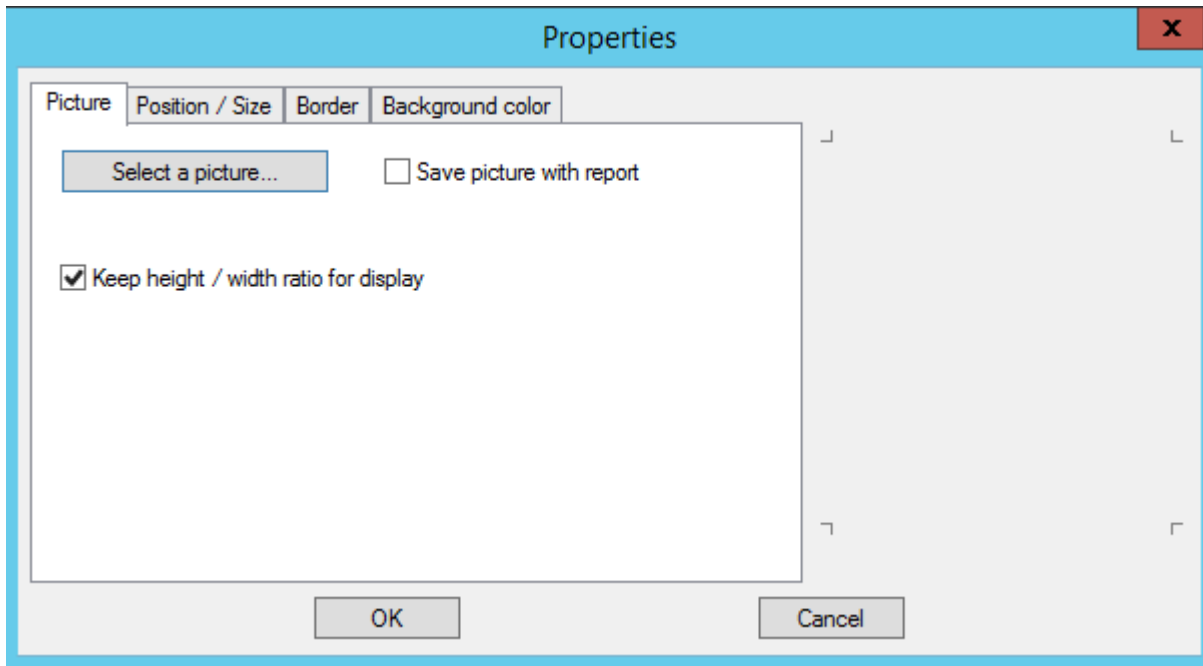 Properties
x
Picture Position / Size Border Background color
Select a picture... Save picture with report
Keep height / width ratio for display
OK Cancel